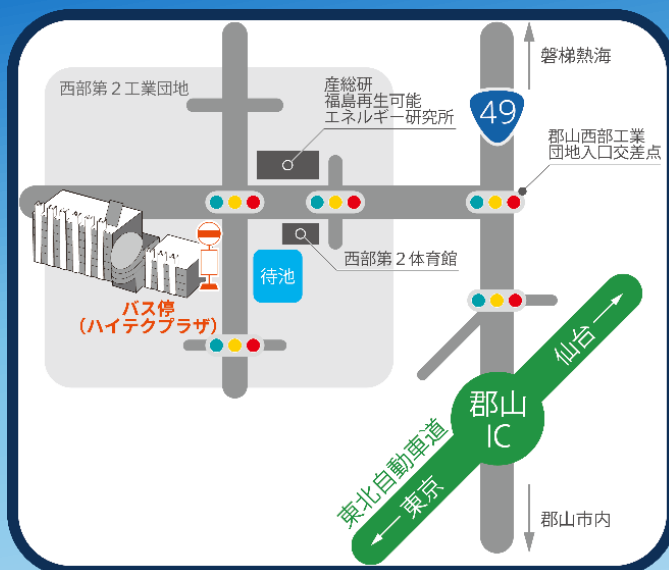 磐梯熱海
西部第２工業団地
産総研
福島再生可能
エネルギー研究所
49
郡山西部工業
団地入口交差点
西部第２体育館
待池
バス停
（ハイテクプラザ）
仙台
郡山
IC
東北自動車道
東京
郡山市内